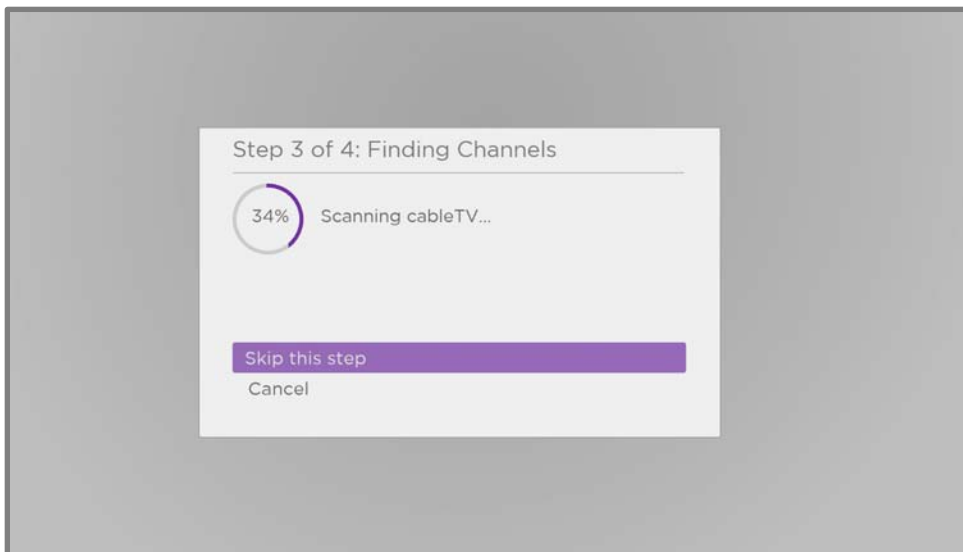 Step 3 of 4: Finding Channels
34% Scanning cableTV...
Skip this step
Cancel